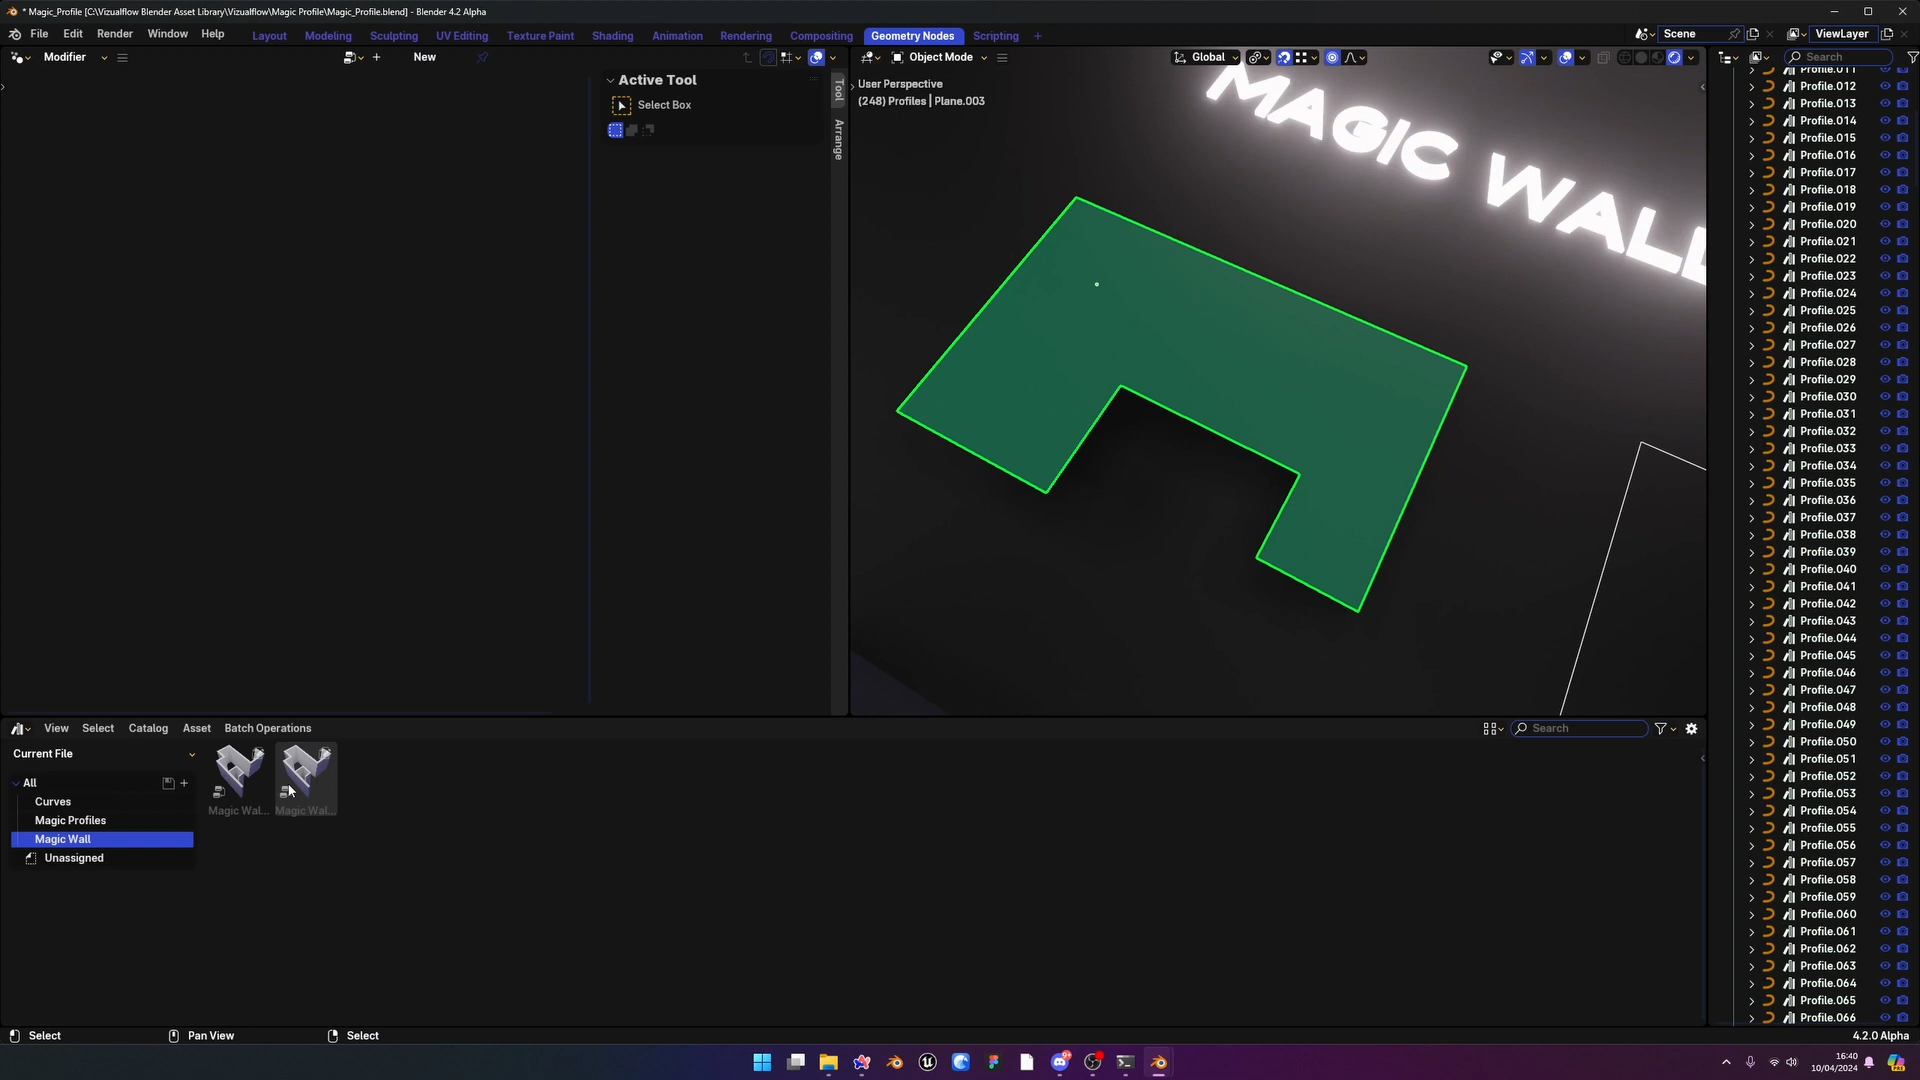 * Magic_Profile [C:\Vizualflow Blender Asset Library\Vizualflow\Magic Profile\Magic_Profile.blend] - Blender 4.2 Alpha
File Edit Render Window Help Layout Modeling Sculpting UV Editing Texture Paint Shading Animation Rendering Compositing Geometry Nodes Scripting + Scene ViewLayer
Modifier New Object Mode Global Search
Active Tool
Select Box
Tool
Arrange
User Perspective
(248) Profiles | Plane.003
MAGIC WALL
Profile.011
Profile.012
Profile.013
Profile.014
Profile.015
Profile.016
Profile.017
Profile.018
Profile.019
Profile.020
Profile.021
Profile.022
Profile.023
Profile.024
Profile.025
Profile.026
Profile.027
Profile.028
Profile.029
Profile.030
Profile.031
Profile.032
Profile.033
Profile.034
Profile.035
Profile.036
Profile.037
Profile.038
Profile.039
Profile.040
Profile.041
Profile.042
Profile.043
Profile.044
Profile.045
Profile.046
Profile.047
Profile.048
Profile.049
Profile.050
Profile.051
Profile.052
Profile.053
Profile.054
Profile.055
Profile.056
Profile.057
Profile.058
Profile.059
Profile.060
Profile.061
Profile.062
Profile.063
Profile.064
Profile.065
Profile.066
View Select Catalog Asset Batch Operations Search
Current File
All
Curves
Magic Profiles
Magic Wall
Unassigned
Magic Wal... Magic Wal...
Select Pan View Select 4.2.0 Alpha
16:40
10/04/2024